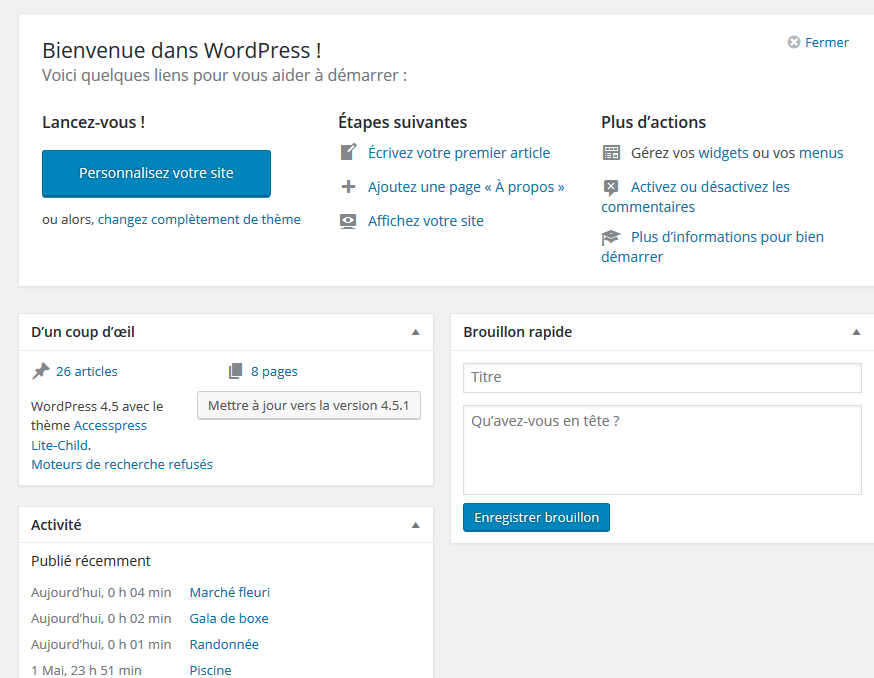 Bienvenue dans WordPress !
Fermer
Voici quelques liens pour vous aider à démarrer :
Lancez-vous !
Personnalisez votre site
ou alors, changez complètement de thème
Étapes suivantes
Écrivez votre premier article
Ajoutez une page « À propos »
Affichez votre site
Plus d’actions
Gérez vos widgets ou vos menus
Activez ou désactivez les
commentaires
Plus d’informations pour bien
démarrer
D’un coup d’œil
26 articles
8 pages
WordPress 4.5 avec le
thème Accesspress
Lite-Child.
Mettre à jour vers la version 4.5.1
Moteurs de recherche refusés
Brouillon rapide
Titre
Qu’avez-vous en tête ?
Enregistrer brouillon
Activité
Publié récemment
Aujourd’hui, 0 h 04 min Marché fleuri
Aujourd’hui, 0 h 02 min Gala de boxe
Aujourd’hui, 0 h 01 min Randonnée
1 Mai, 23 h 51 min Piscine